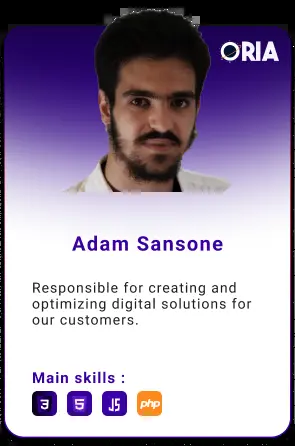 ORIA
Adam Sansone
Responsible for creating and
optimizing digital solutions for
our customers.
Main skills :
3
5
JS
php